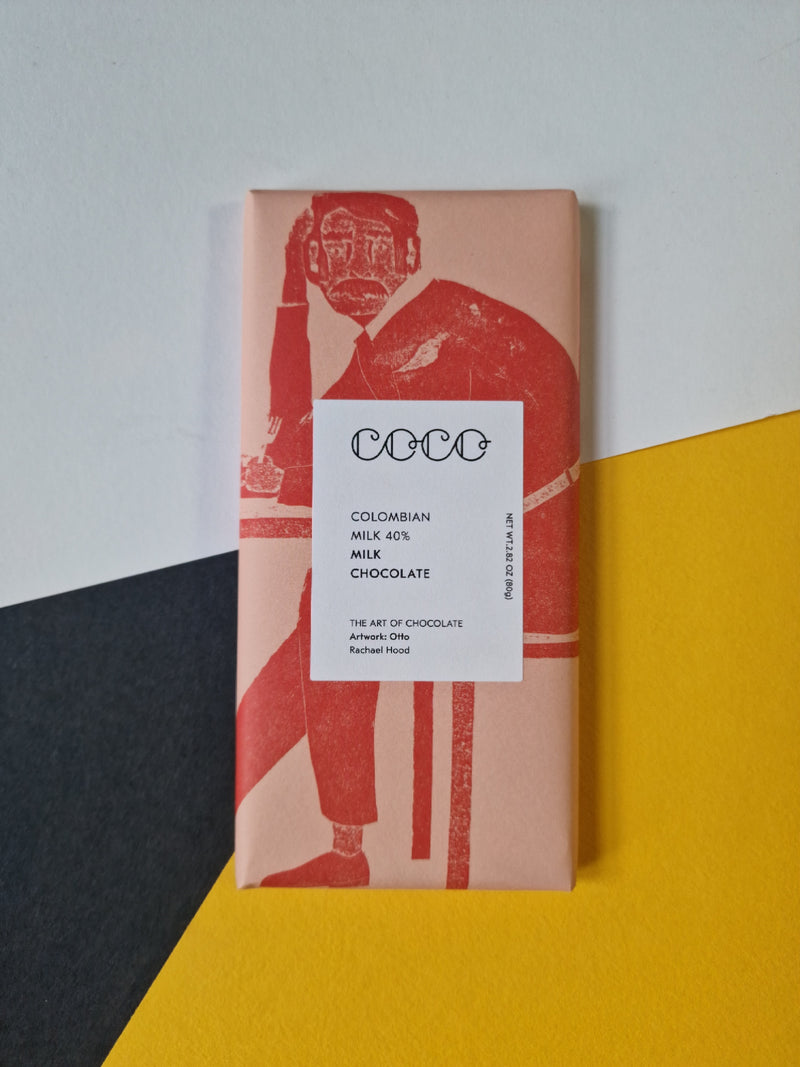 COCO
COLOMBIAN
MILK 40%
MILK
CHOCOLATE
NET WT.2.82 OZ (80g)
THE ART OF CHOCOLATE
Artwork: Otto
Rachael Hood